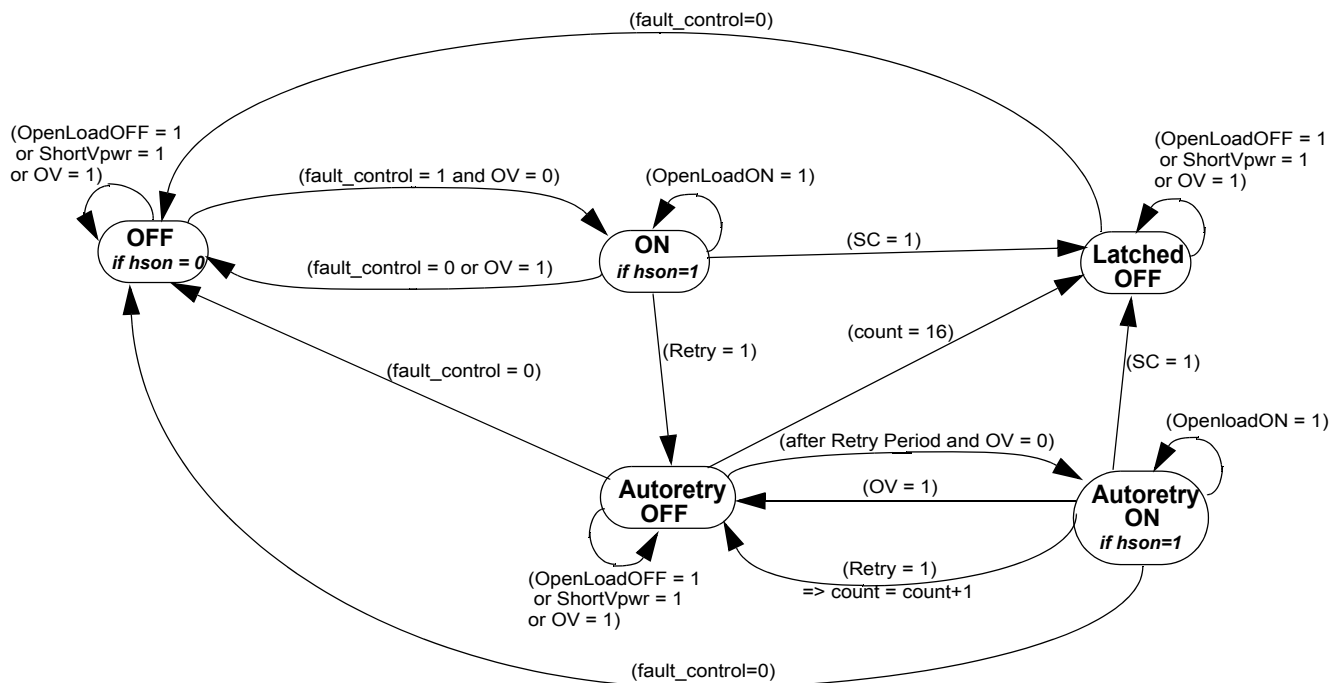 (fault_control=0)
(OpenLoadOFF = 1
or ShortVpwr = 1
or OV = 1)
(fault_control = 1 and OV = 0)
(OpenLoadON = 1)
(OpenLoadOFF = 1
or ShortVpwr = 1
or OV = 1)
OFF
if hson = 0
(fault_control = 0 or OV = 1)
ON
if hson=1
(SC = 1)
Latched
OFF
(count = 16)
(Retry = 1)
(fault_control = 0)
(SC = 1)
(OpenloadON = 1)
(after Retry Period and OV = 0)
Autoretry
OFF
(OV = 1)
Autoretry
ON
if hson=1
(Retry = 1)
=> count = count+1
(OpenLoadOFF = 1
or ShortVpwr = 1
or OV = 1)
(fault_control=0)